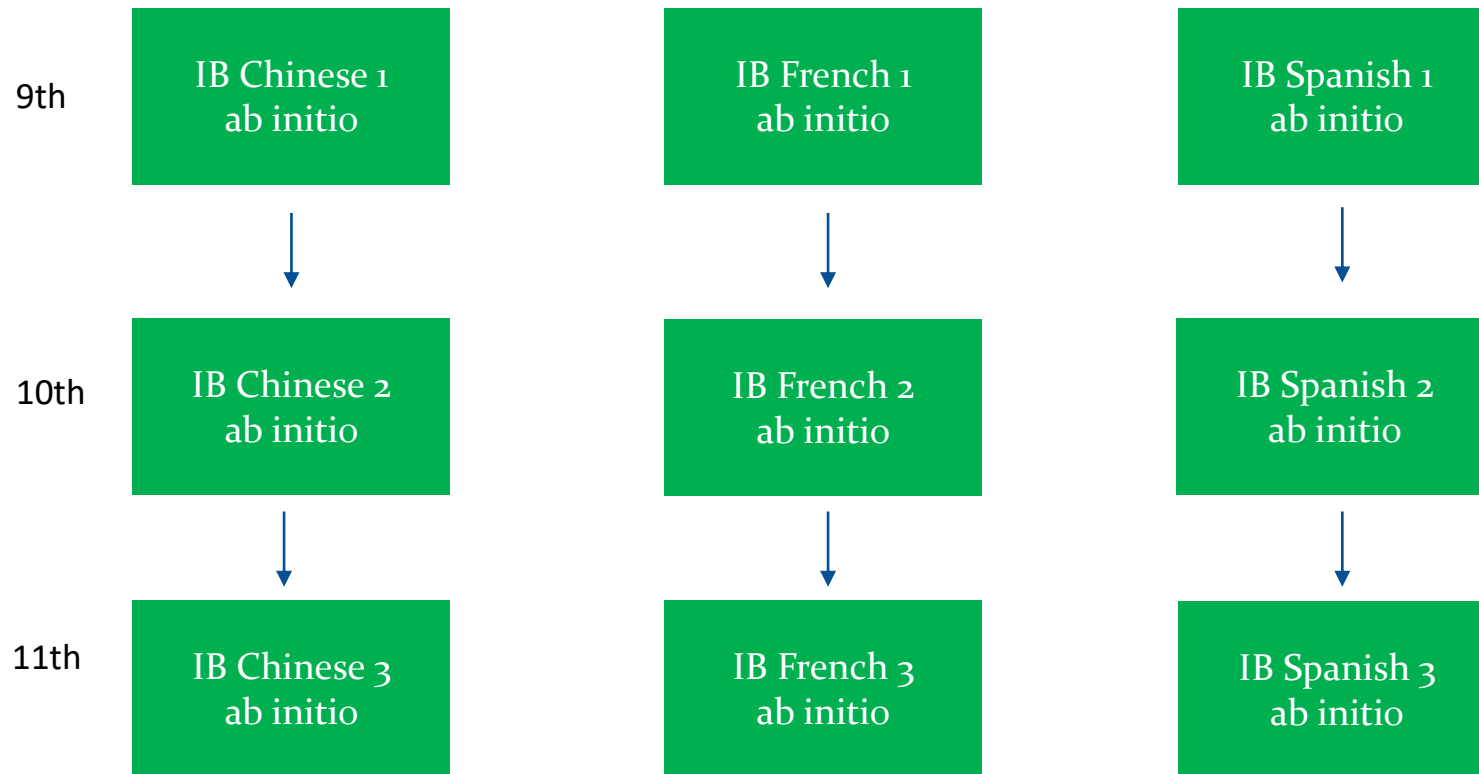 9th
IB Chinese 1
ab initio
IB French 1
ab initio
IB Spanish 1
ab initio
10th
IB Chinese 2
ab initio
IB French 2
ab initio
IB Spanish 2
ab initio
11th
IB Chinese 3
ab initio
IB French 3
ab initio
IB Spanish 3
ab initio